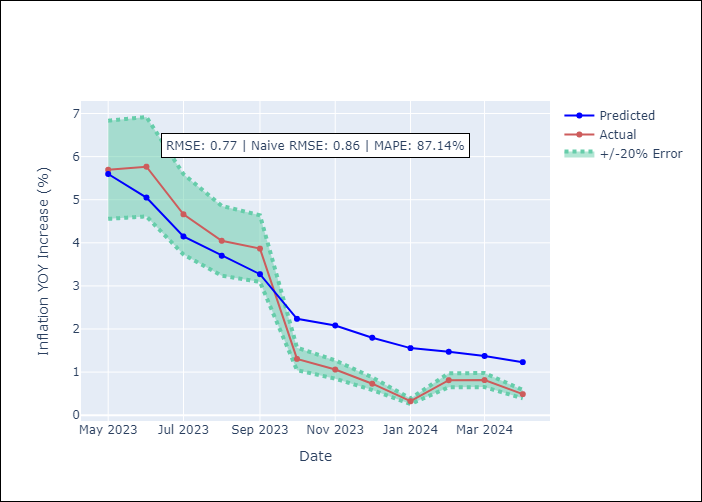 RMSE: 0.77 | Naive RMSE: 0.86 | MAPE: 87.14%
Predicted
Actual
+/-20% Error
Inflation YOY Increase (%)
7
6
5
4
3
2
1
0
May 2023
Jul 2023
Sep 2023
Nov 2023
Jan 2024
Mar 2024
Date